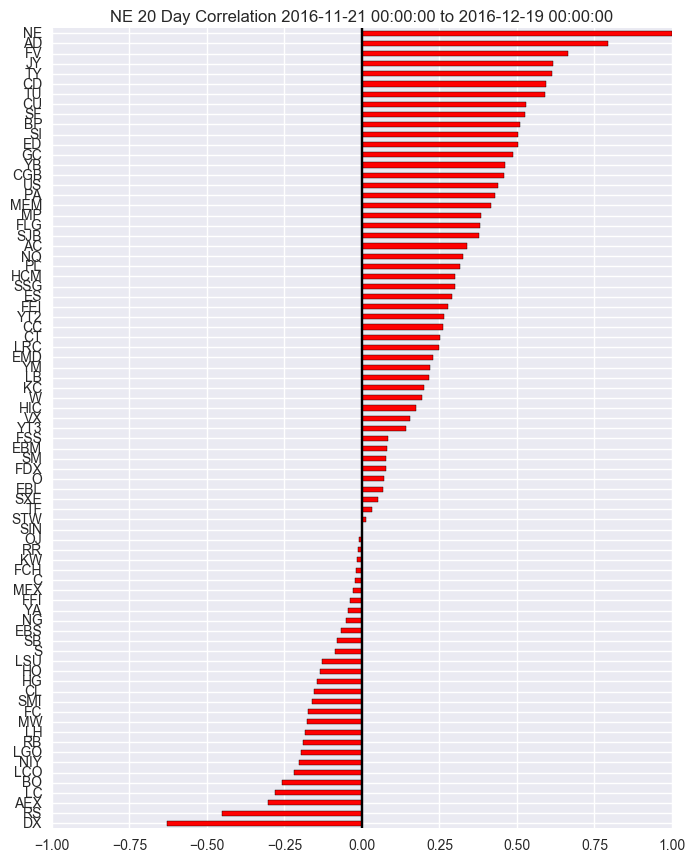 NE 20 Day Correlation 2016-11-21 00:00:00 to 2016-12-19 00:00:00
NE
AD
FV
JY
TY
CD
TU
CU
SF
BP
SI
ED
GC
YB
CGB
US
PA
MEM
MP
FLG
SJB
AC
NQ
PL
HCM
SSG
ES
FEI
YT2
CC
CT
LRC
EMD
YM
LB
KC
W
HIC
VX
YT3
FSS
EBM
SM
FDX
O
EBL
SXE
TF
STW
SIN
OJ
RR
KW
FCH
C
MFX
FFI
YA
NG
EBS
SB
S
LSU
HO
HG
CL
SMI
FC
MW
LH
RB
LGO
NIY
LCO
BO
LC
AEX
RS
DX
−1.00 −0.75 −0.50 −0.25 0.00 0.25 0.50 0.75 1.00